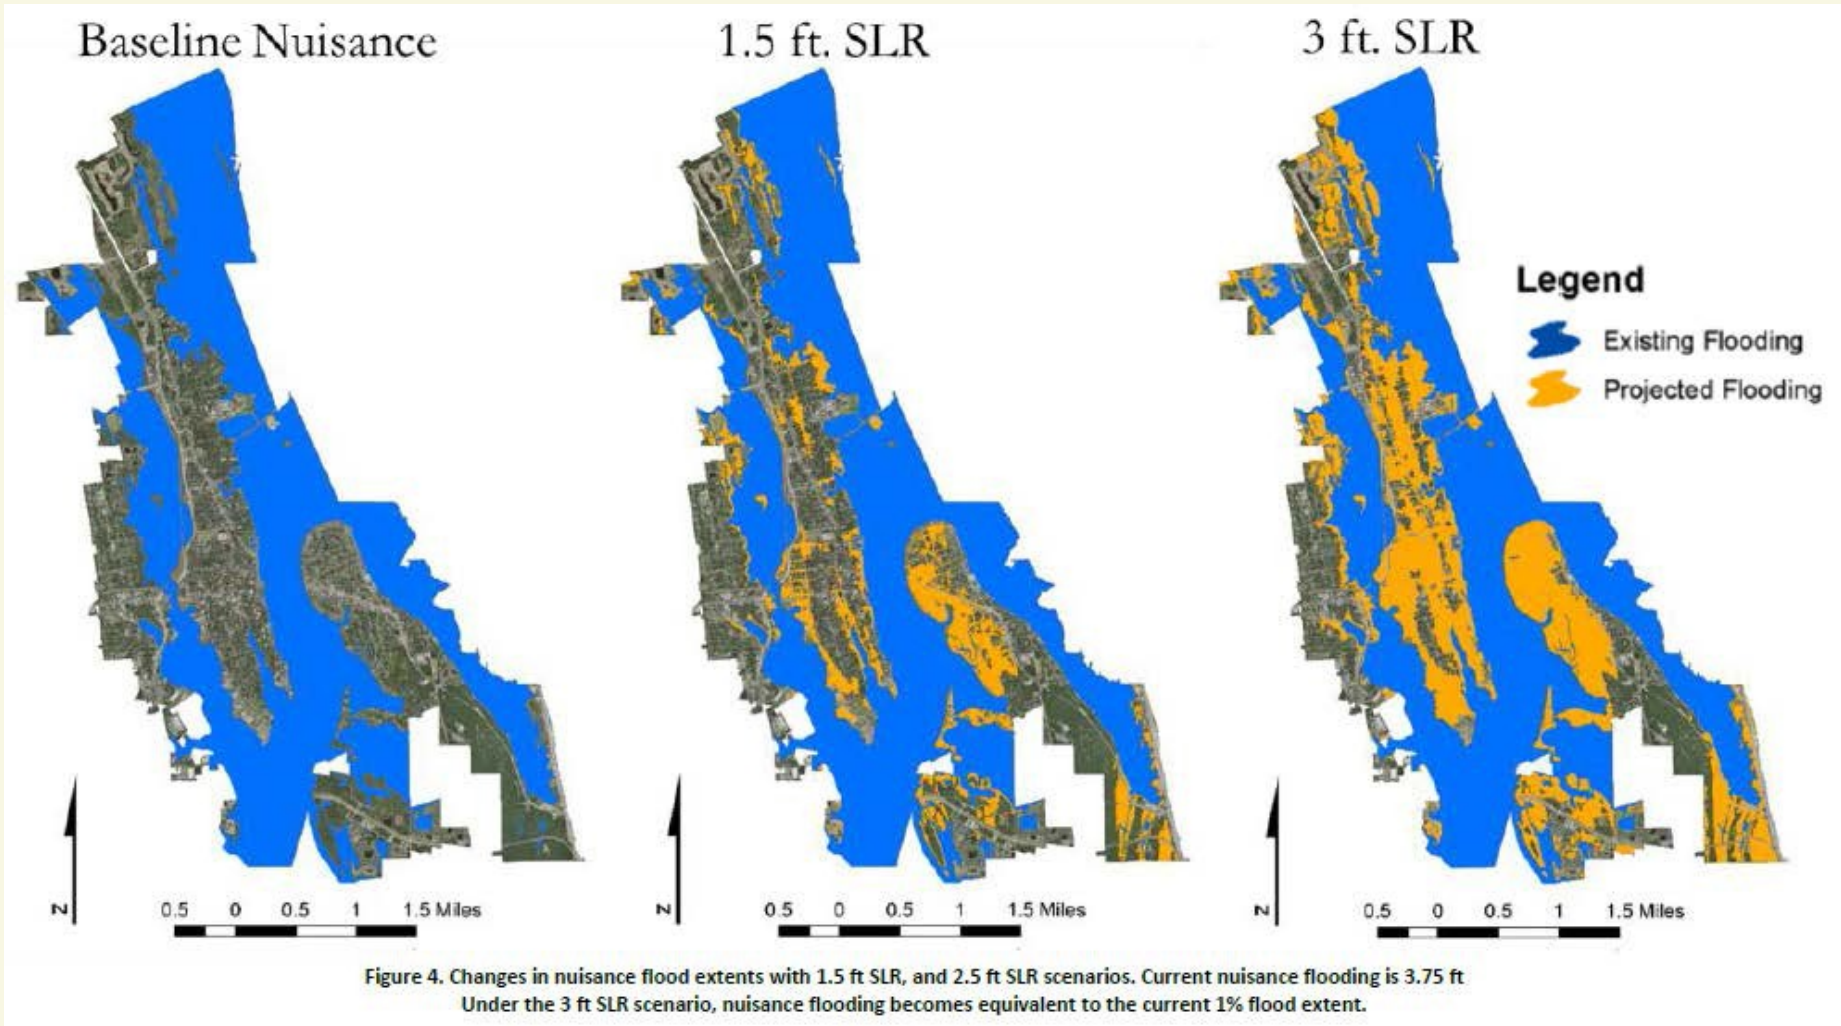 Baseline Nuisance
1.5 ft. SLR
3 ft. SLR
Legend
Existing Flooding
Projected Flooding
N
0.5 0 0.5 1 1.5 Miles
N
0.5 0 0.5 1 1.5 Miles
N
0.5 0 0.5 1 1.5 Miles
Figure 4. Changes in nuisance flood extents with 1.5 ft SLR, and 2.5 ft SLR scenarios. Current nuisance flooding is 3.75 ft
Under the 3 ft SLR scenario, nuisance flooding becomes equivalent to the current 1% flood extent.